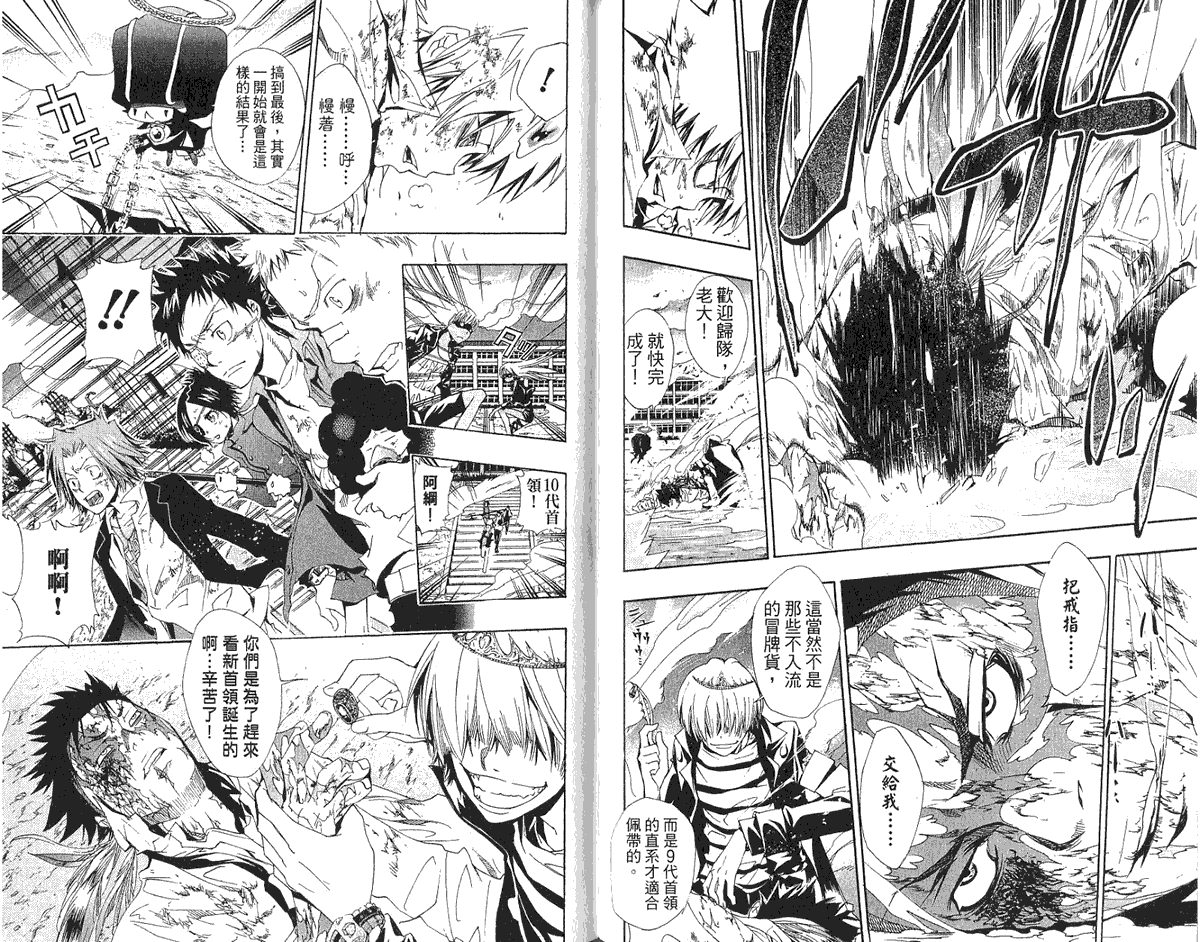 歡迎歸隊，
老大！
就快完
成了！
把戒指……
交給我……
這當然不是
那些不入流
的冒牌貨，
而是９代首領
的直系才適合
佩帶的。
！
慢……呼……
慢著……
搞到最後，其實
一開始就會是這
樣的結果了…
カチ
10代首
領！
阿綱！
！！
啊啊！
你們是為了趕來
看新首領誕生的
啊…辛苦了！